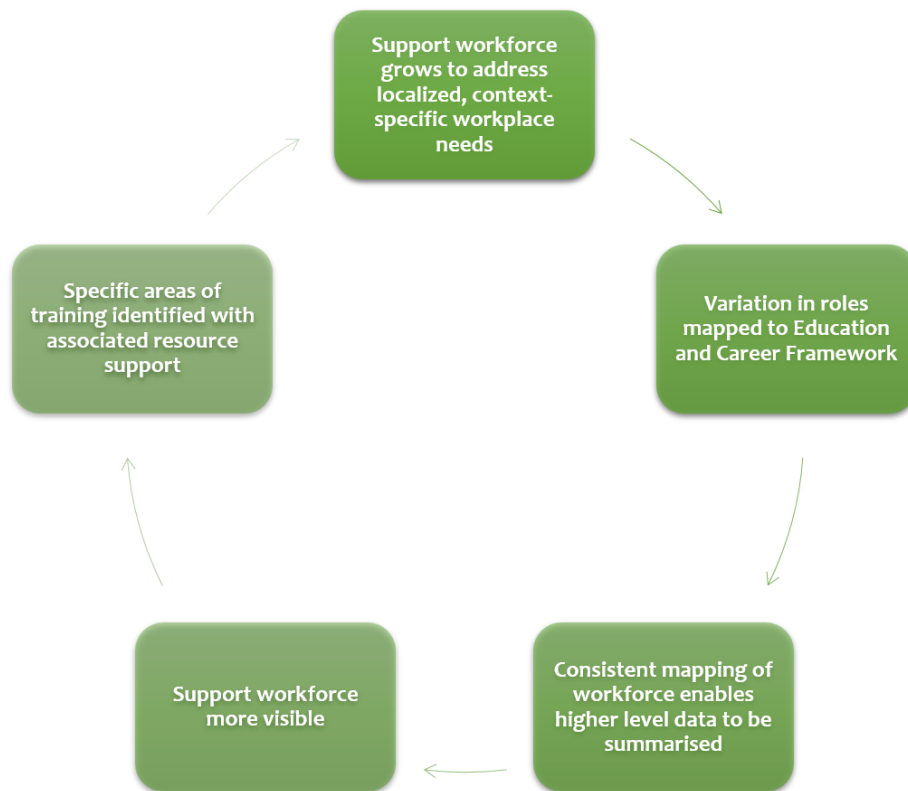 Support workforce
grows to address
localized, context-
specific workplace
needs
Variation in roles
mapped to Education
and Career Framework
Consistent mapping of
workforce enables
higher level data to be
summarised
Support workforce
more visible
Specific areas of
training identified with
associated resource
support